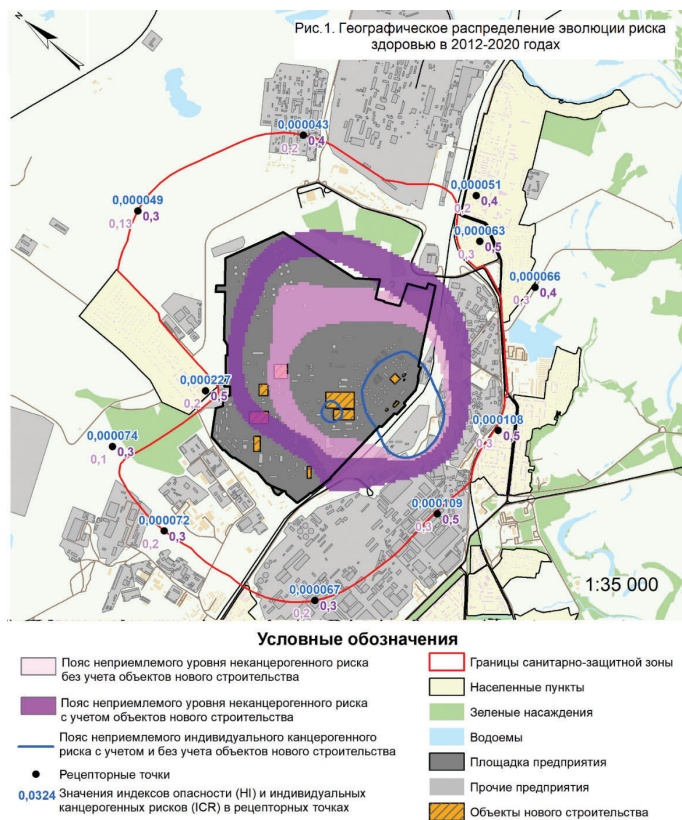 Рис.1. Географическое распределение эволюции риска
здоровью в 2012-2020 годах
0,000043
0,2
0,4
0,000049
0,13
0,3
0,000051
0,2
0,4
0,000063
0,3
0,5
0,000066
0,3
0,4
0,000227
0,2
0,5
0,000074
0,1
0,3
0,000108
0,3
0,5
0,000109
0,3
0,5
0,000072
0,2
0,3
0,000067
0,2
0,3
1:35 000
Условные обозначения
Пояс неприемлемого уровня неканцерогенного риска
без учета объектов нового строительства
Пояс неприемлемого уровня неканцерогенного риска
с учетом объектов нового строительства
Пояс неприемлемого индивидуального канцерогенного
риска с учетом и без учета объектов нового строительства
Рецепторные точки
0,0324 Значения индексов опасности (HI) и индивидуальных
канцерогенных рисков (ICR) в рецепторных точках
Границы санитарно-защитной зоны
Населенные пункты
Зеленые насаждения
Водоемы
Площадка предприятия
Прочие предприятия
Объекты нового строительства